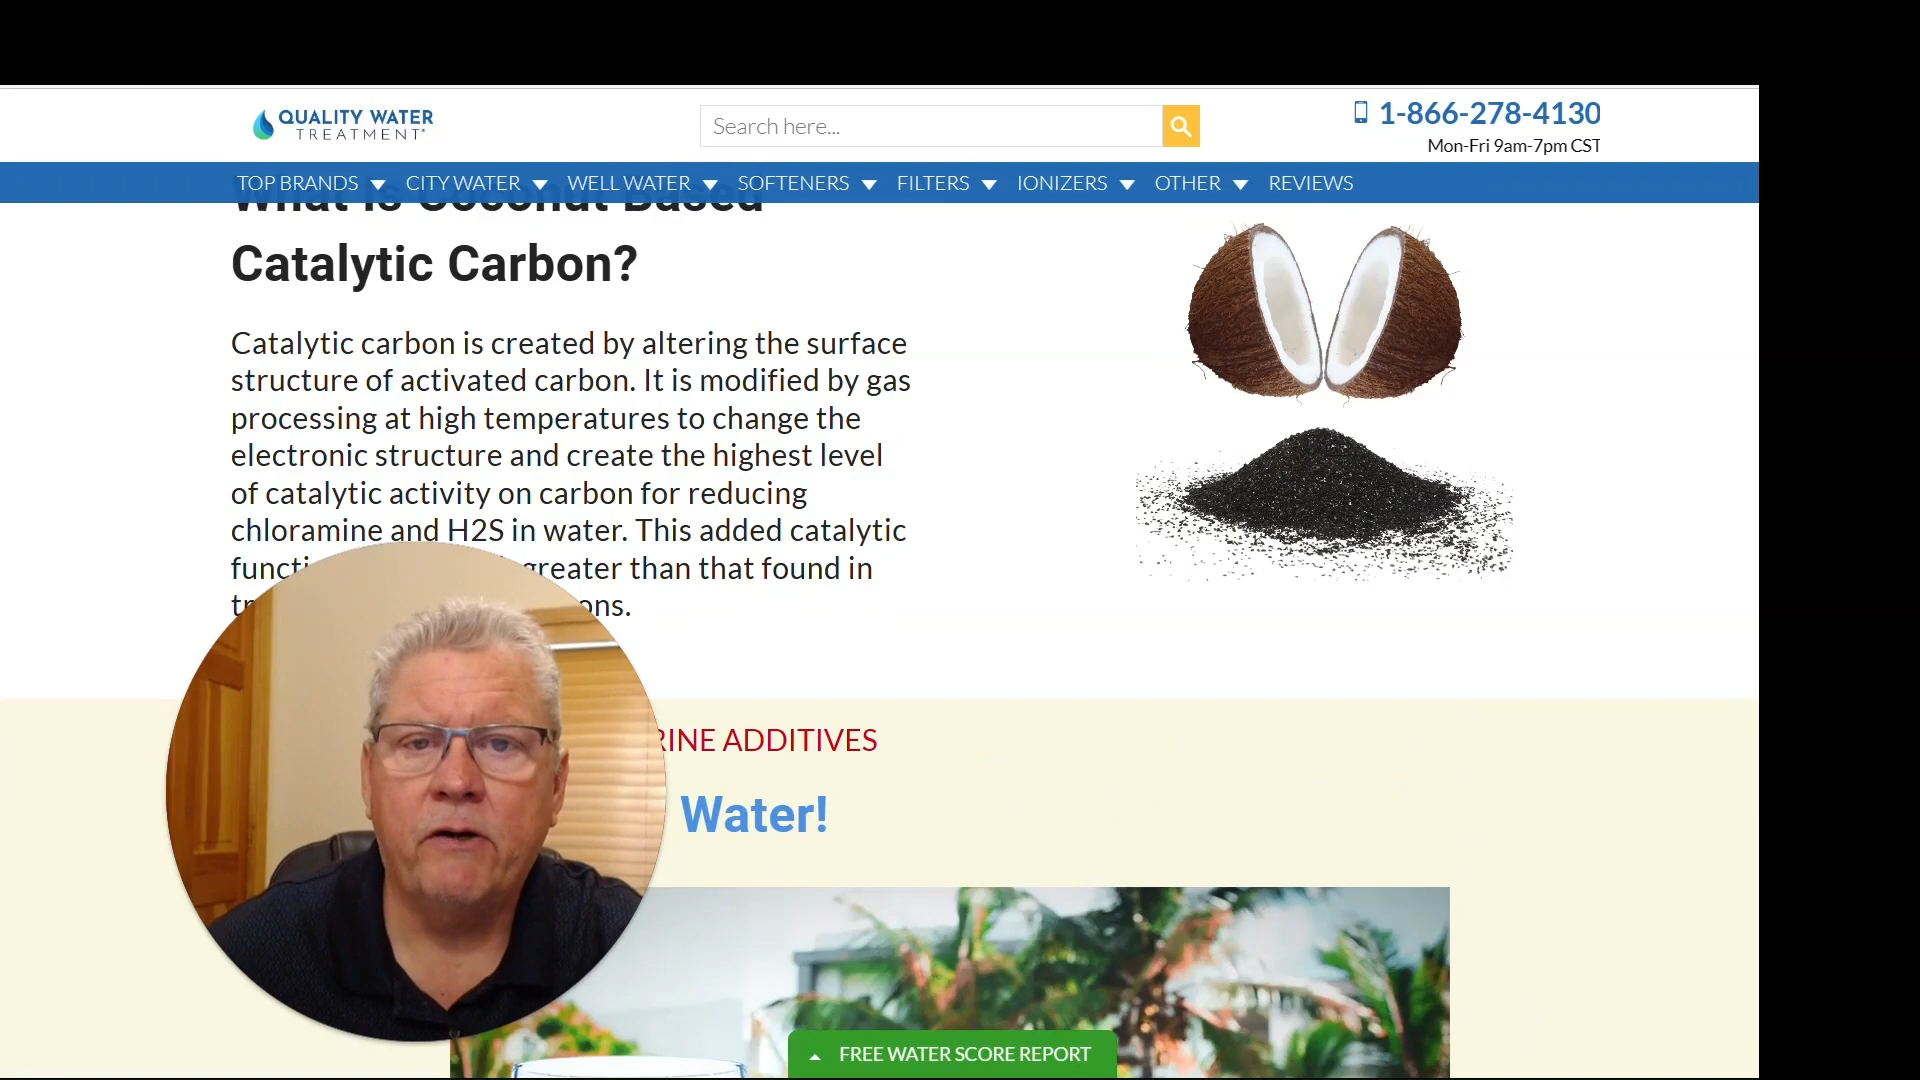 QUALITY WATER
TREATMENT
Search here...
1-866-278-4130
Mon-Fri 9am-7pm CST
TOP BRANDS
CITY WATER
WELL WATER
SOFTENERS
FILTERS
IONIZERS
OTHER
REVIEWS
What is Coconut Based
Catalytic Carbon?
Catalytic carbon is created by altering the surface
structure of activated carbon. It is modified by gas
processing at high temperatures to change the
electronic structure and create the highest level
of catalytic activity on carbon for reducing
chloramine and H2S in water. This added catalytic
greater than that found in
ADDITIVES
Water!
FREE WATER SCORE REPORT